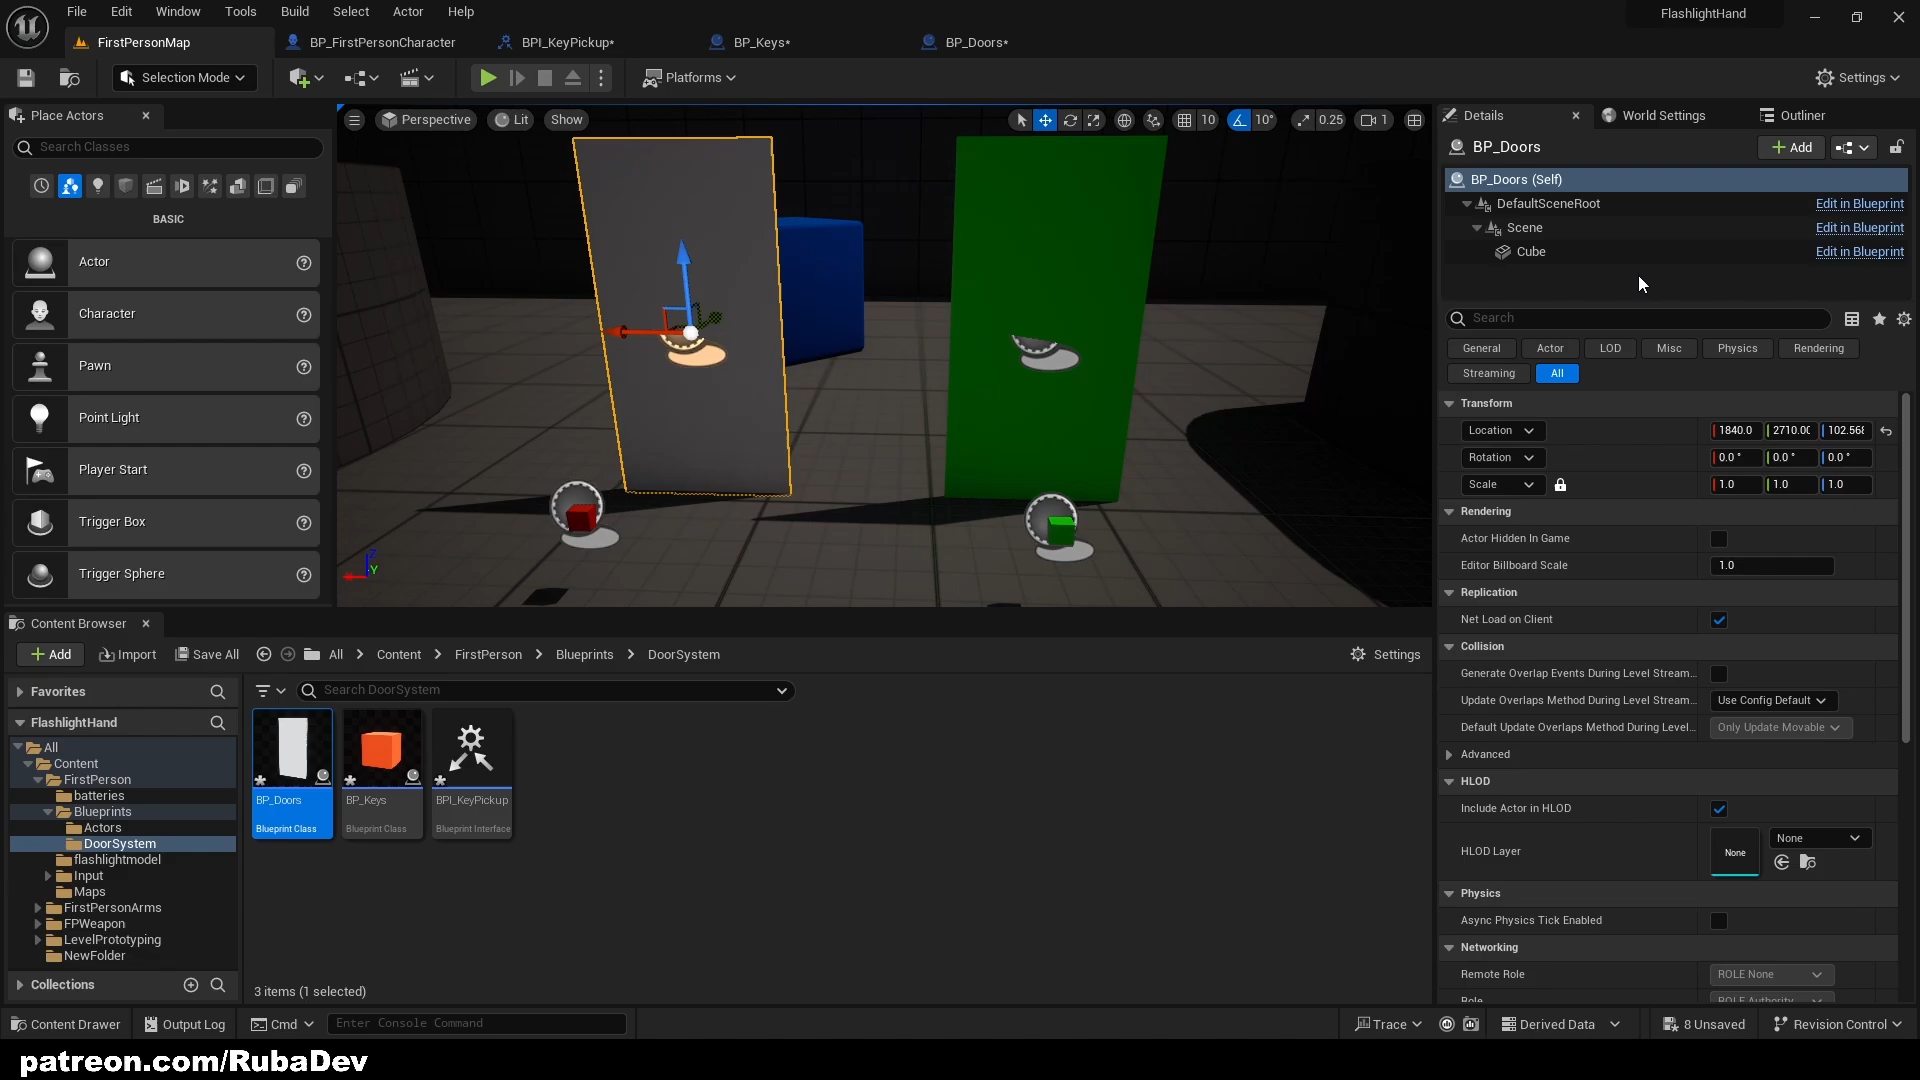 File Edit Window Tools Build Select Actor Help
FlashlightHand
FirstPersonMap BP_FirstPersonCharacter BPI_KeyPickup* BP_Keys* BP_Doors*
Selection Mode Platforms Settings
Place Actors
Search Classes
BASIC
Actor
Character
Pawn
Point Light
Player Start
Trigger Box
Trigger Sphere
Perspective Lit Show 10 10° 0.25 1
Z
Y
Details World Settings Outliner
BP_Doors Add
BP_Doors (Self)
DefaultSceneRoot Edit in Blueprint
Scene Edit in Blueprint
Cube Edit in Blueprint
Search
General Actor LOD Misc Physics Rendering
Streaming All
Transform
Location 1840.0 2710.00 102.568
Rotation 0.0 ° 0.0 ° 0.0 °
Scale 1.0 1.0 1.0
Rendering
Actor Hidden In Game
Editor Billboard Scale 1.0
Replication
Net Load on Client
Collision
Generate Overlap Events During Level Stream...
Update Overlaps Method During Level Stream... Use Config Default
Default Update Overlaps Method During Level... Only Update Movable
Advanced
HLOD
Include Actor in HLOD
HLOD Layer None None
Physics
Async Physics Tick Enabled
Networking
Remote Role ROLE None
Role ROLE Authority
Content Browser
Add Import Save All All Content FirstPerson Blueprints DoorSystem Settings
Favorites
FlashlightHand
All
Content
FirstPerson
batteries
Blueprints
Actors
DoorSystem
flashlightmodel
Input
Maps
FirstPersonArms
FPWeapon
LevelPrototyping
NewFolder
Collections
Search DoorSystem
BP_Doors BP_Keys BPI_KeyPickup
Blueprint Class Blueprint Class Blueprint Interface
3 items (1 selected)
Content Drawer Output Log Cmd Enter Console Command Trace Derived Data 8 Unsaved Revision Control
patreon.com/RubaDev